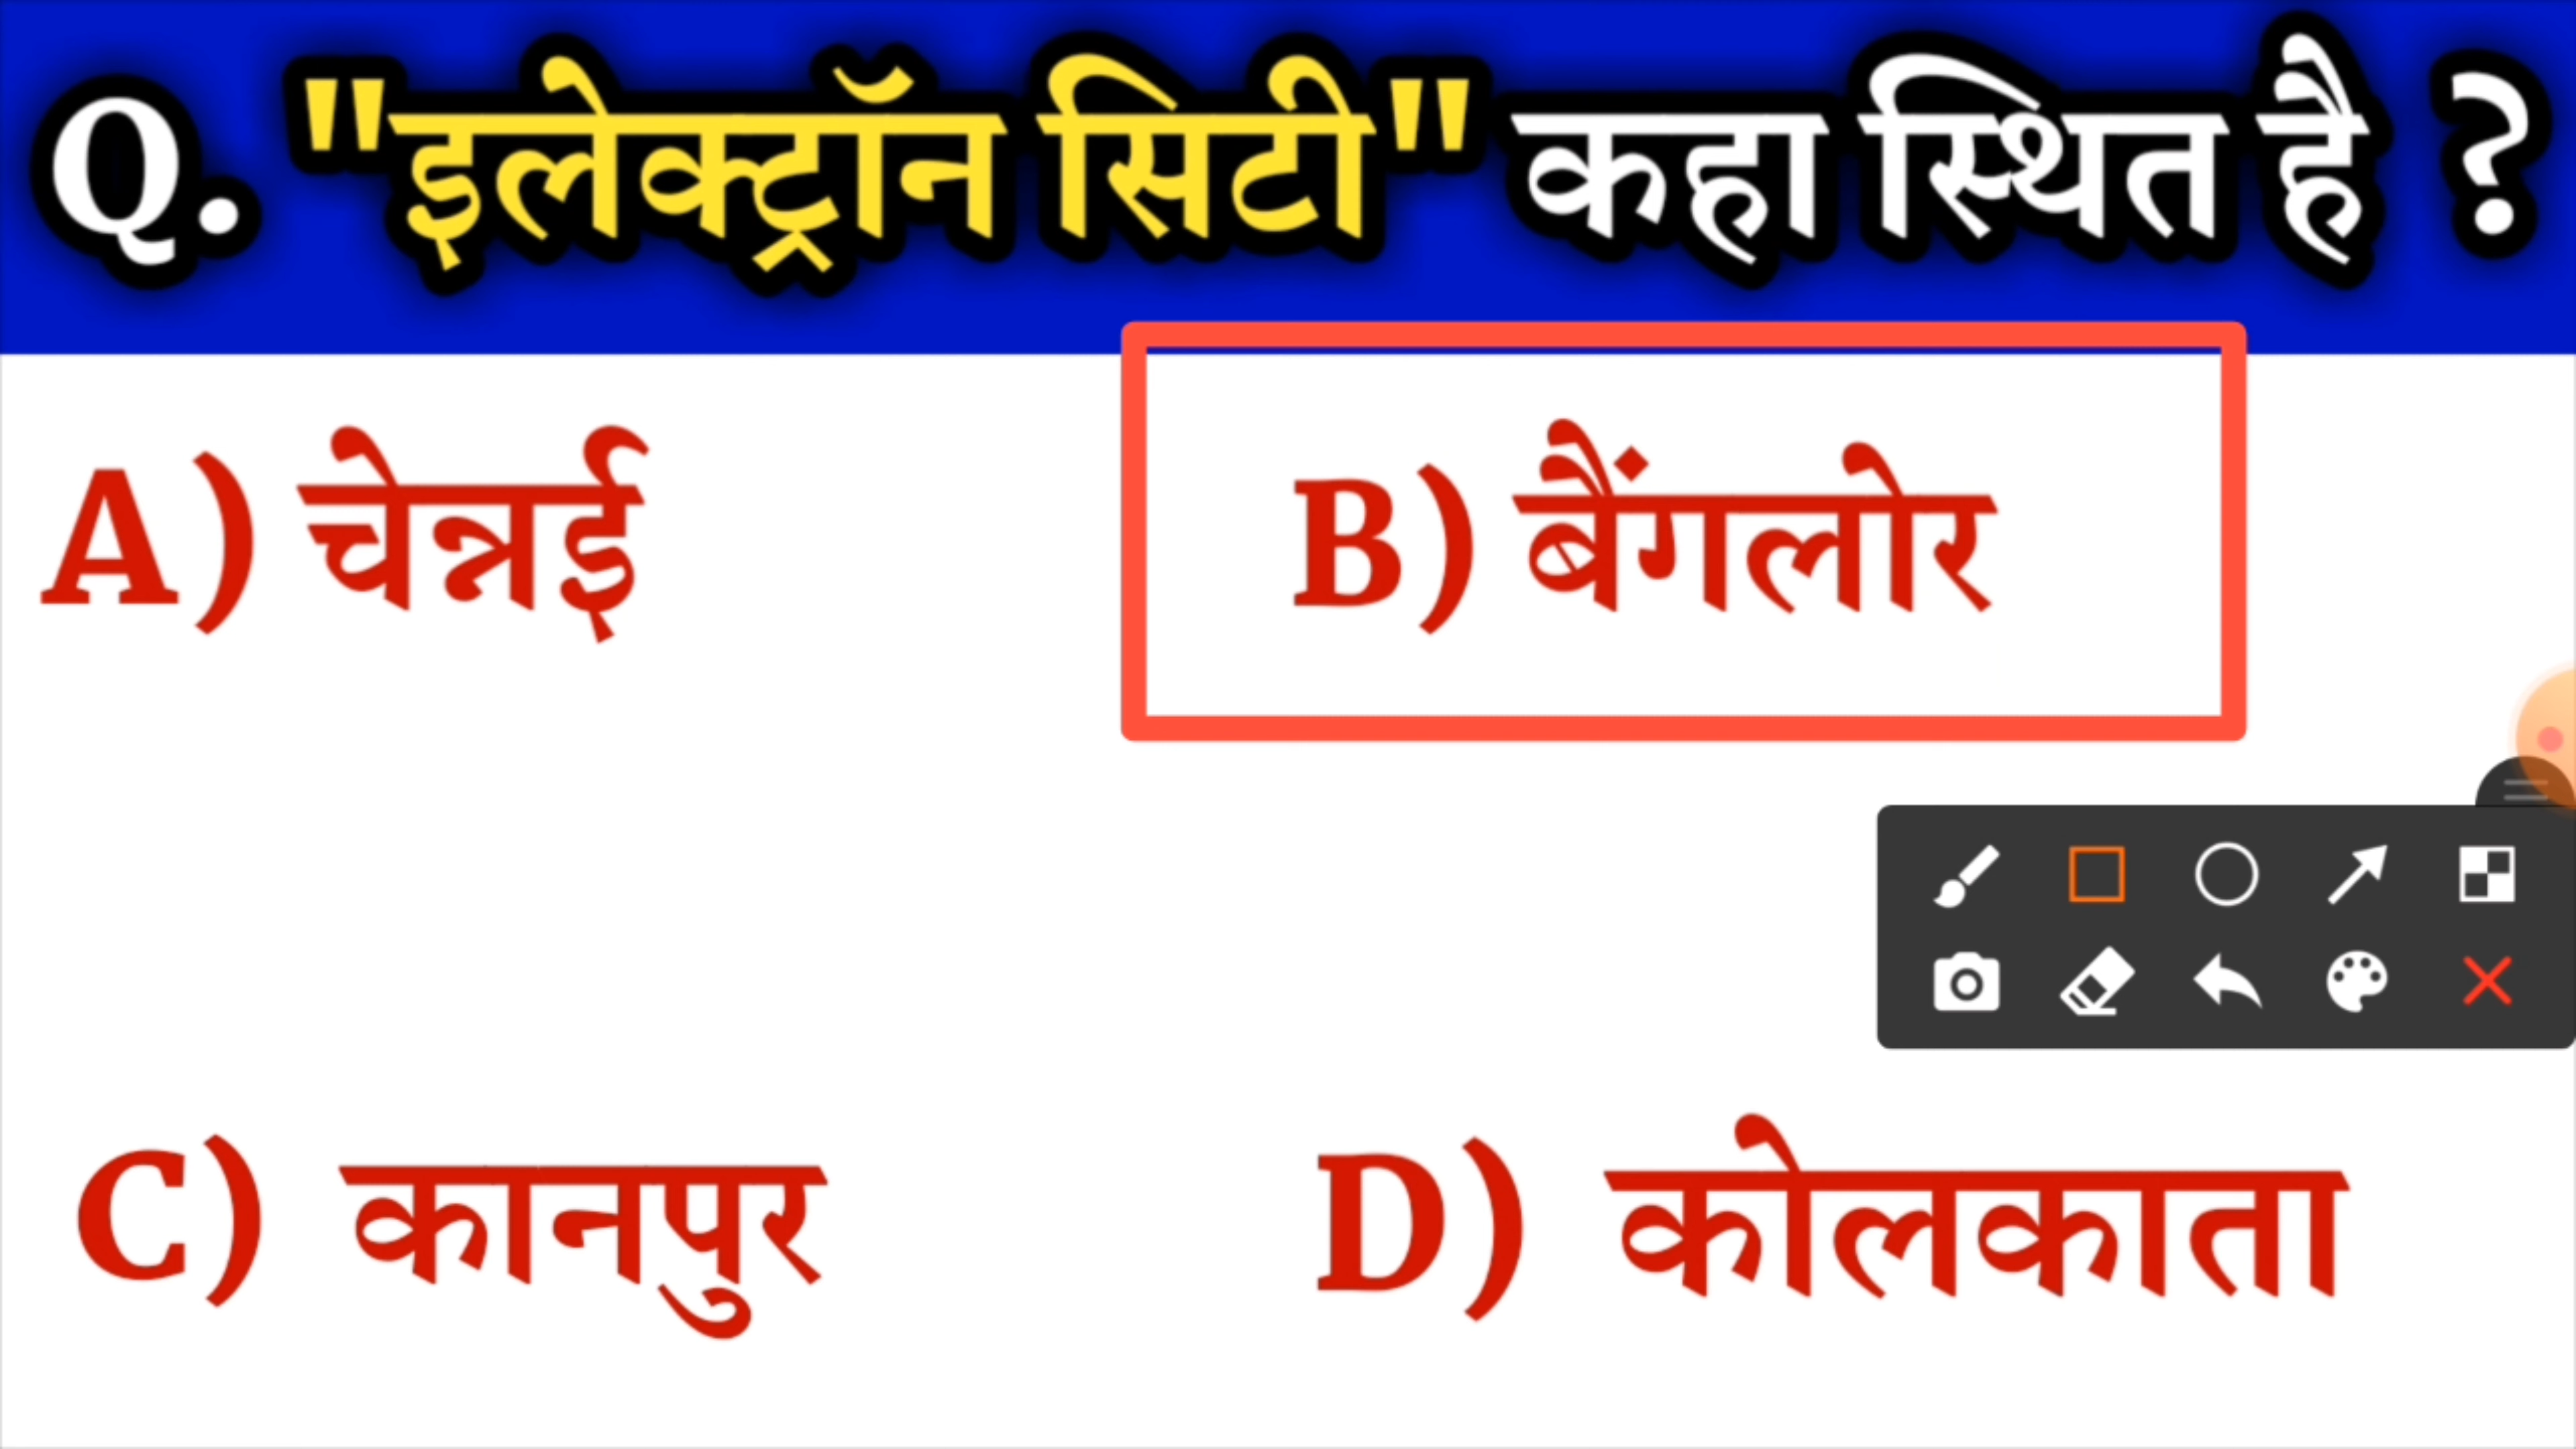 Q. "इलेक्ट्रॉन सिटी" कहा स्थित है ?
A) चेन्नई
B) बैंगलोर
C) कानपुर
D) कोलकाता